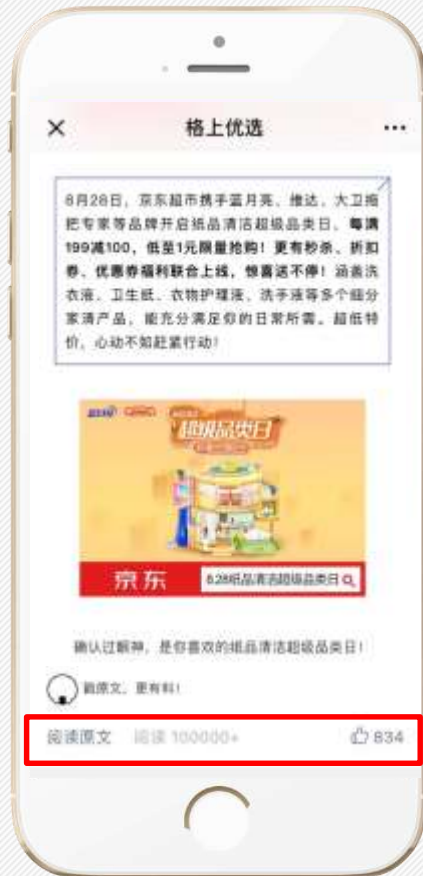 格上优选
8月28日，京东超市携手蓝月亮、维达、大卫拖
把专家等品牌开启纸品清洁超级品类日，每满
199减100，低至1元限量抢购！更有秒杀、折扣
券、优惠券福利联合上线，惊喜送不停！涵盖洗
衣液、卫生纸、衣物护理液、洗手液等多个细分
家清产品，能充分满足你的日常所需。超低特
价，心动不如赶紧行动！
超级品类日
京东
8.28纸品清洁超级品类日
确认过眼神，是你喜欢的纸品清洁超级品类日！
戳原文，更有料！
阅读原文 阅读 100000+ 834